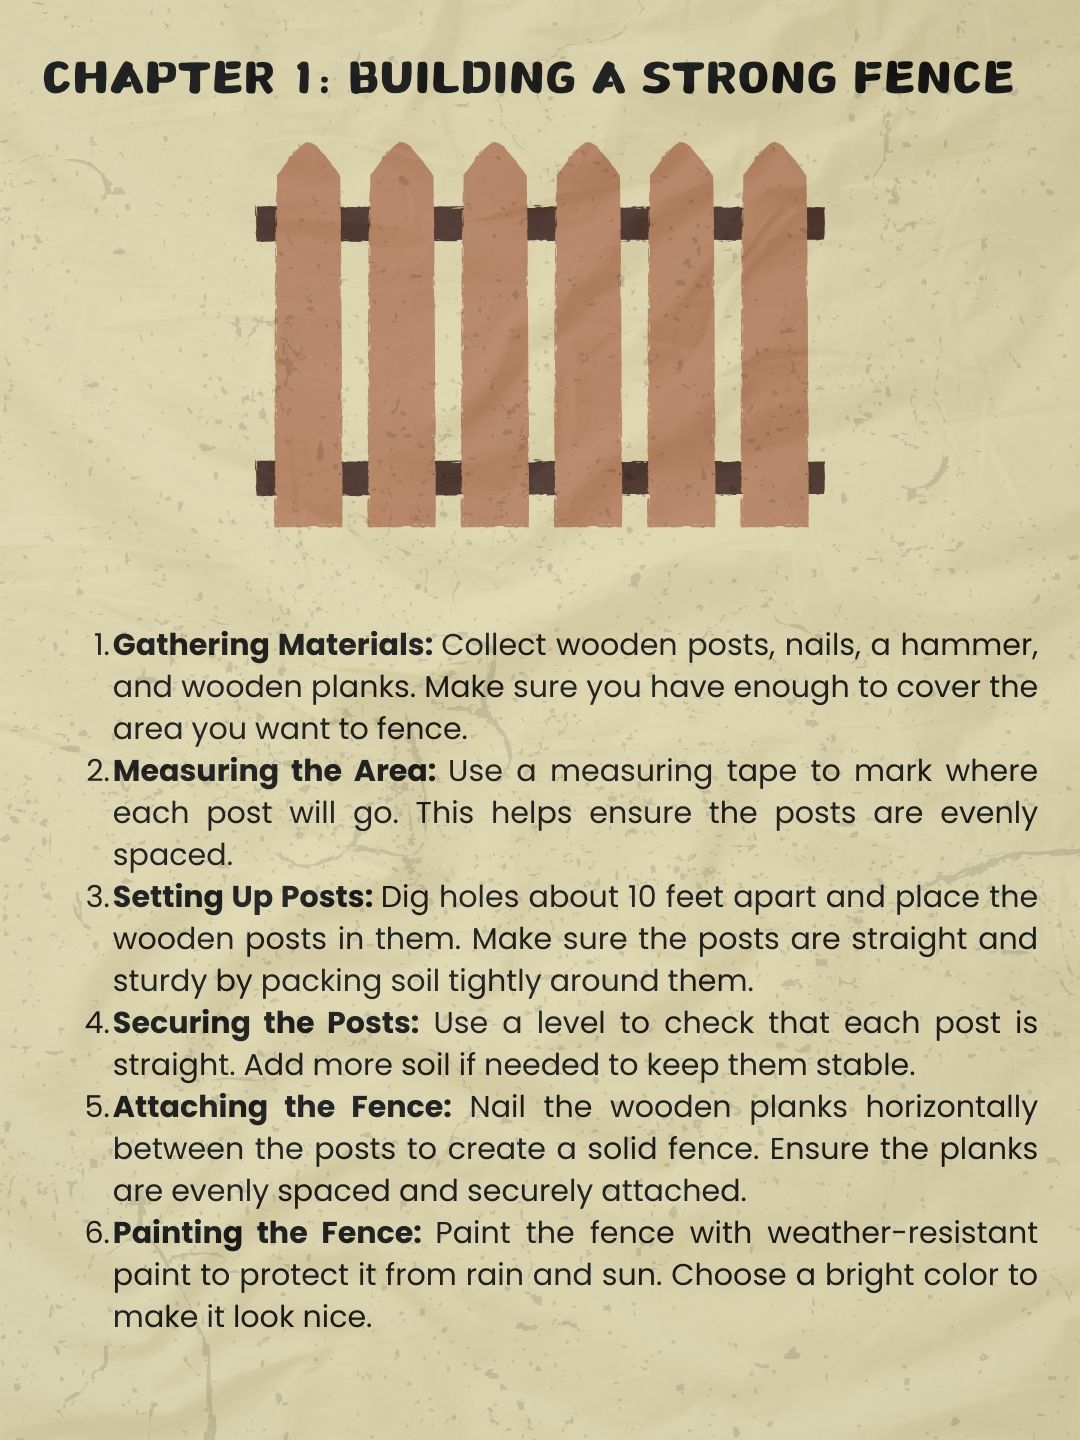 CHAPTER 1: BUILDING A STRONG FENCE
1. Gathering Materials: Collect wooden posts, nails, a hammer,
and wooden planks. Make sure you have enough to cover the
area you want to fence.
2. Measuring the Area: Use a measuring tape to mark where
each post will go. This helps ensure the posts are evenly
spaced.
3. Setting Up Posts: Dig holes about 10 feet apart and place the
wooden posts in them. Make sure the posts are straight and
sturdy by packing soil tightly around them.
4. Securing the Posts: Use a level to check that each post is
straight. Add more soil if needed to keep them stable.
5. Attaching the Fence: Nail the wooden planks horizontally
between the posts to create a solid fence. Ensure the planks
are evenly spaced and securely attached.
6. Painting the Fence: Paint the fence with weather-resistant
paint to protect it from rain and sun. Choose a bright color to
make it look nice.